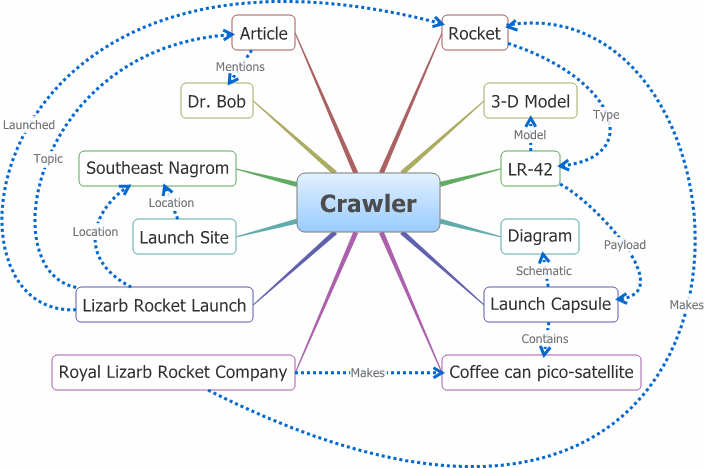 Article
Rocket
Mentions
Dr. Bob
3-D Model
Launched
Type
Model
Topic
Southeast Nagrom
LR-42
Location
Crawler
Location
Launch Site
Diagram
Payload
Schematic
Lizarb Rocket Launch
Launch Capsule
Makes
Contains
Royal Lizarb Rocket Company
Makes
Coffee can pico-satellite